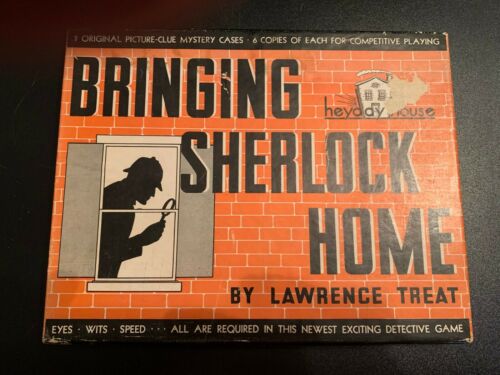 1 ORIGINAL PICTURE-CLUE MYSTERY CASES · 6 COPIES OF EACH FOR COMPETITIVE PLAYING
BRINGING
heyday house
SHERLOCK
HOME
BY LAWRENCE TREAT
EYES · WITS · SPEED · · · ALL ARE REQUIRED IN THIS NEWEST EXCITING DETECTIVE GAME